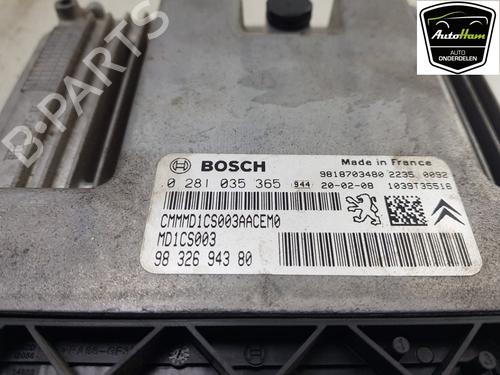 AutoHam
AUTO
ONDERDELEN
B-PARTS
BOSCH
Made in France
0 281 035 365 944
9818703480 2235 0092
20-02-08 1039T35516
CMMMD1CS003AACEM0
MD1CS003
98 326 943 80